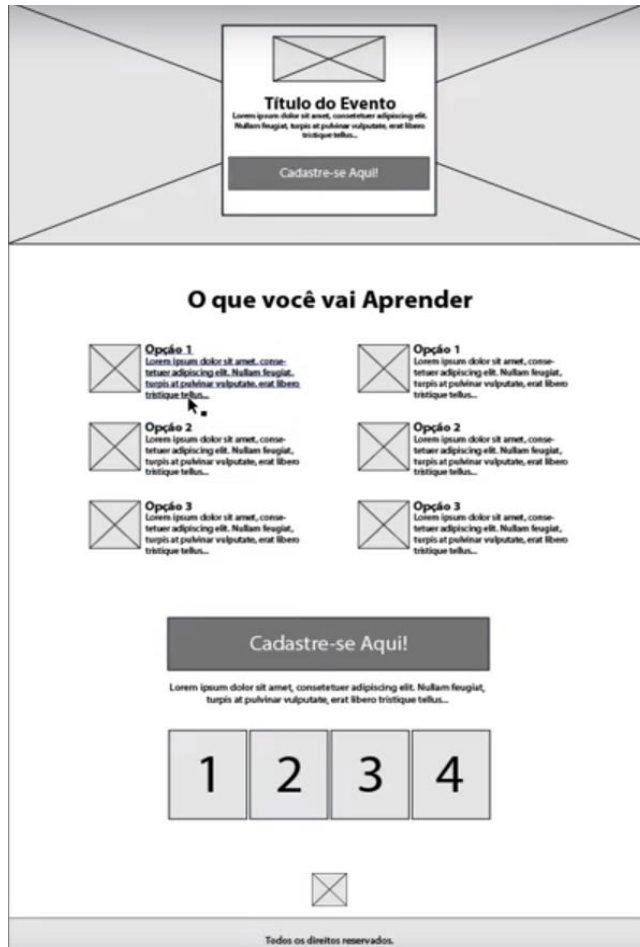 Título do Evento
Lorem ipsum dolor sit amet, consetetuer adipiscing elit.
Nullam feugiat, turpis at pulvinar vulputate, erat libero
tristique tellus...
Cadastre-se Aqui!
O que você vai Aprender
Opção 1
Lorem ipsum dolor sit amet, conse-
tetuer adipiscing elit. Nullam feugiat,
turpis at pulvinar vulputate, erat libero
tristique tellus...
Opção 2
Lorem ipsum dolor sit amet, conse-
tetuer adipiscing elit. Nullam feugiat,
turpis at pulvinar vulputate, erat libero
tristique tellus...
Opção 3
Lorem ipsum dolor sit amet, conse-
tetuer adipiscing elit. Nullam feugiat,
turpis at pulvinar vulputate, erat libero
tristique tellus...
Opção 1
Lorem ipsum dolor sit amet, conse-
tetuer adipiscing elit. Nullam feugiat,
turpis at pulvinar vulputate, erat libero
tristique tellus...
Opção 2
Lorem ipsum dolor sit amet, conse-
tetuer adipiscing elit. Nullam feugiat,
turpis at pulvinar vulputate, erat libero
tristique tellus...
Opção 3
Lorem ipsum dolor sit amet, conse-
tetuer adipiscing elit. Nullam feugiat,
turpis at pulvinar vulputate, erat libero
tristique tellus...
Cadastre-se Aqui!
Lorem ipsum dolor sit amet, consetetuer adipiscing elit. Nullam feugiat,
turpis at pulvinar vulputate, erat libero tristique tellus...
1 2 3 4
Todos os direitos reservados.